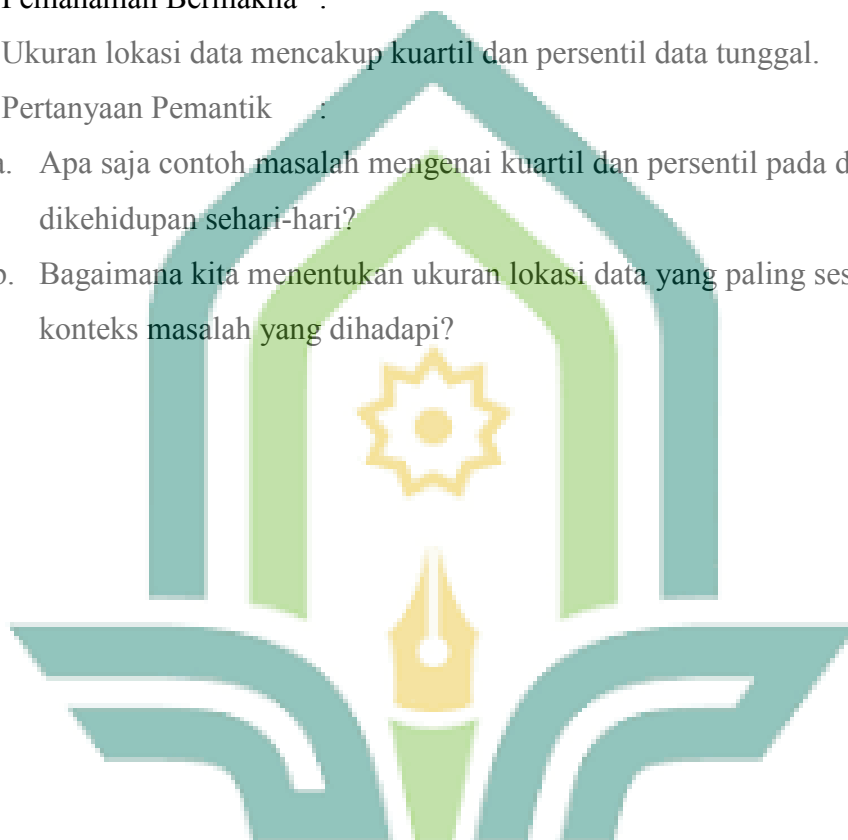 Pemahaman Bermakna :
Ukuran lokasi data mencakup kuartil dan persentil data tunggal.
Pertanyaan Pemantik :
a. Apa saja contoh masalah mengenai kuartil dan persentil pada
dikehidupan sehari-hari?
b. Bagaimana kita menentukan ukuran lokasi data yang paling
konteks masalah yang dihadapi?